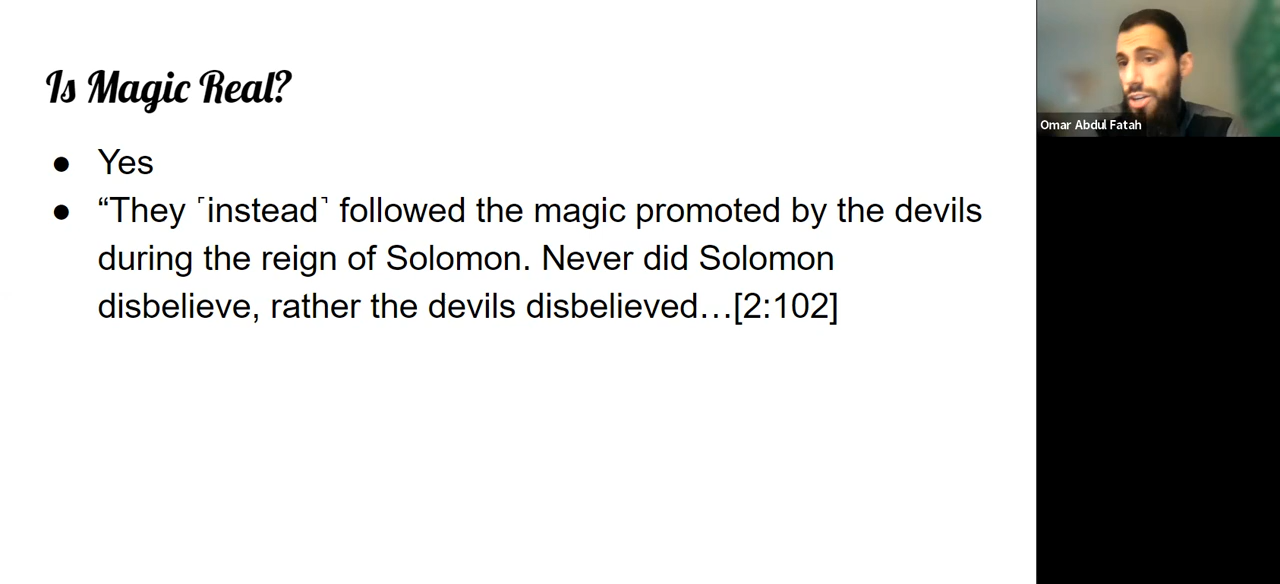 Is Magic Real?
● Yes
● “They ⸢instead⸣ followed the magic promoted by the devils
during the reign of Solomon. Never did Solomon
disbelieve, rather the devils disbelieved…[2:102]
Omar Abdul Fatah